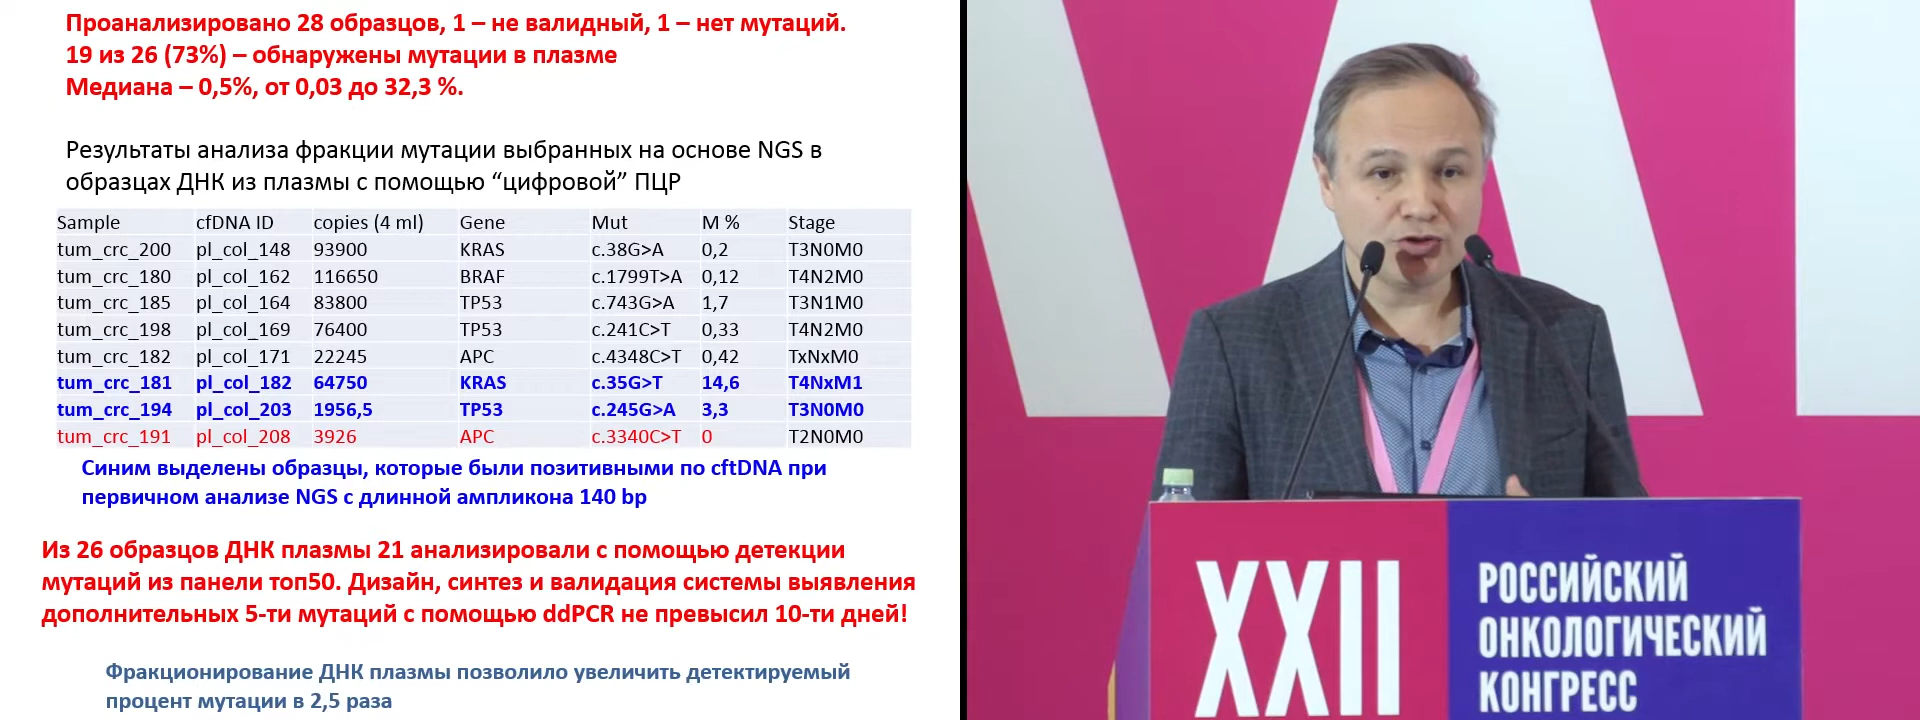 Проанализировано 28 образцов, 1 – не валидный, 1 – нет мутаций.
19 из 26 (73%) – обнаружены мутации в плазме
Медиана – 0,5%, от 0,03 до 32,3 %.
Результаты анализа фракции мутации выбранных на основе NGS в
образцах ДНК из плазмы с помощью “цифровой” ПЦР
Sample cfDNA ID copies (4 ml) Gene Mut M % Stage
tum_crc_200 pl_col_148 93900 KRAS c.38G>A 0,2 T3N0M0
tum_crc_180 pl_col_162 116650 BRAF c.1799T>A 0,12 T4N2M0
tum_crc_185 pl_col_164 83800 TP53 c.743G>A 1,7 T3N1M0
tum_crc_198 pl_col_169 76400 TP53 c.241C>T 0,33 T4N2M0
tum_crc_182 pl_col_171 22245 APC c.4348C>T 0,42 TxNxM0
tum_crc_181 pl_col_182 64750 KRAS c.35G>T 14,6 T4NxM1
tum_crc_194 pl_col_203 1956,5 TP53 c.245G>A 3,3 T3N0M0
tum_crc_191 pl_col_208 3926 APC c.3340C>T 0 T2N0M0
Синим выделены образцы, которые были позитивными по cftDNA при
первичном анализе NGS с длинной ампликона 140 bp
Из 26 образцов ДНК плазмы 21 анализировали с помощью детекции
мутаций из панели топ50. Дизайн, синтез и валидация системы выявления
дополнительных 5-ти мутаций с помощью ddPCR не превысил 10-ти дней!
Фракционирование ДНК плазмы позволило увеличить детектируемый
процент мутации в 2,5 раза
XXII
РОССИЙСКИЙ
ОНКОЛОГИЧЕСКИЙ
КОНГРЕСС